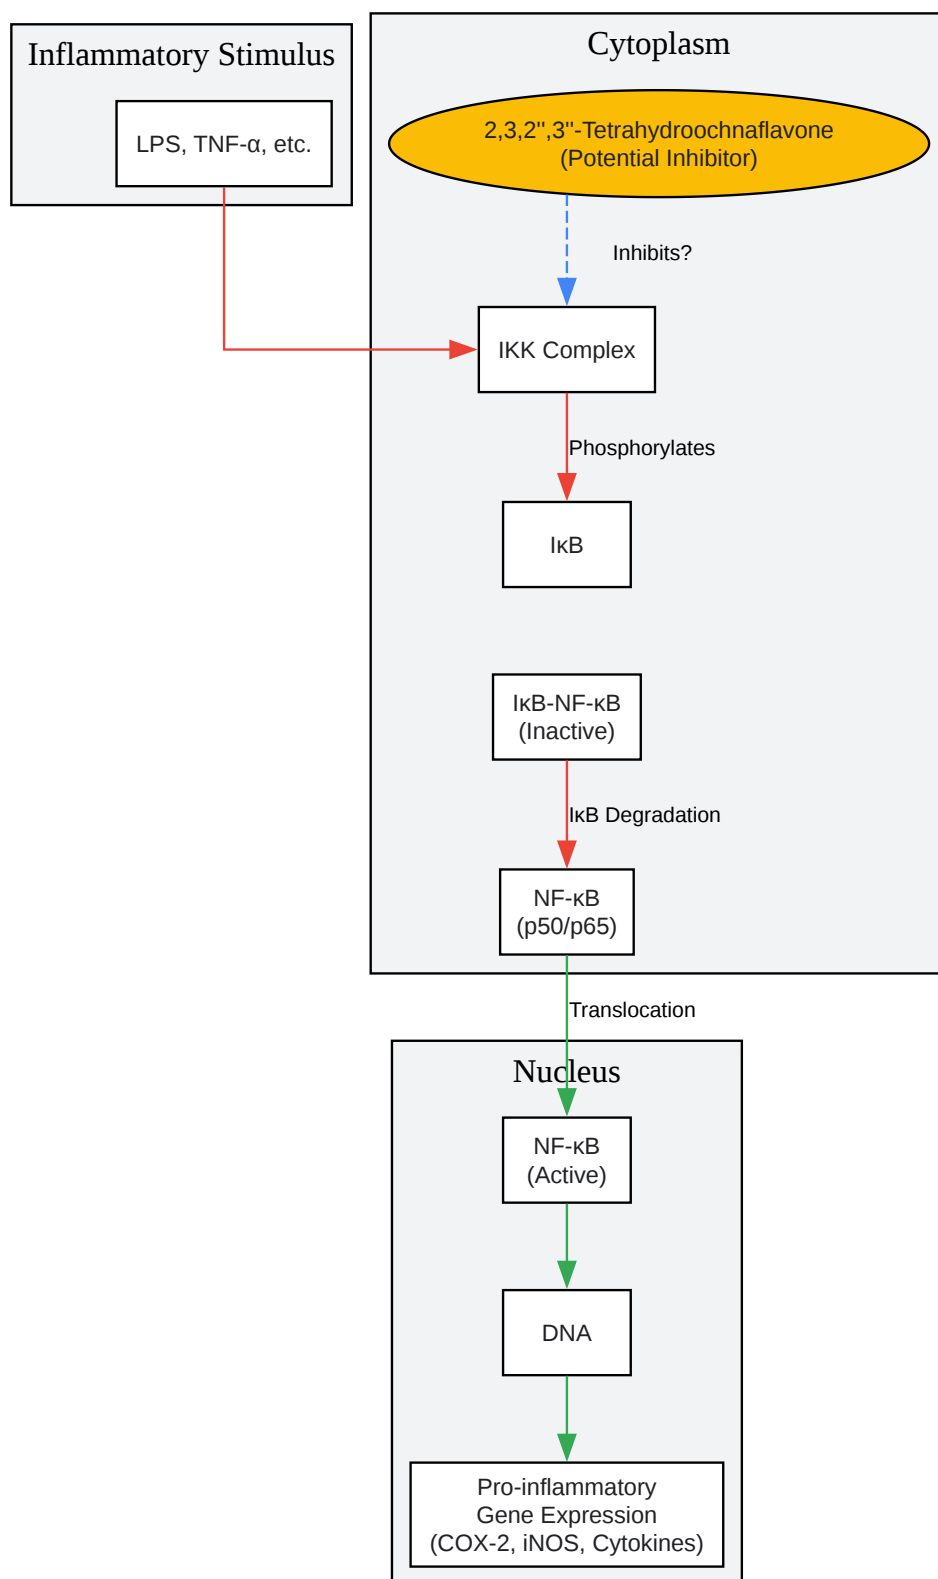 Inflammatory Stimulus
LPS, TNF-α, etc.
Cytoplasm
2,3,2'',3''-Tetrahydroochnaflavone
(Potential Inhibitor)
Inhibits?
IKK Complex
Phosphorylates
IκB
IκB-NF-κB
(Inactive)
IκB Degradation
NF-κB
(p50/p65)
Translocation
Nucleus
NF-κB
(Active)
DNA
Pro-inflammatory
Gene Expression
(COX-2, iNOS, Cytokines)